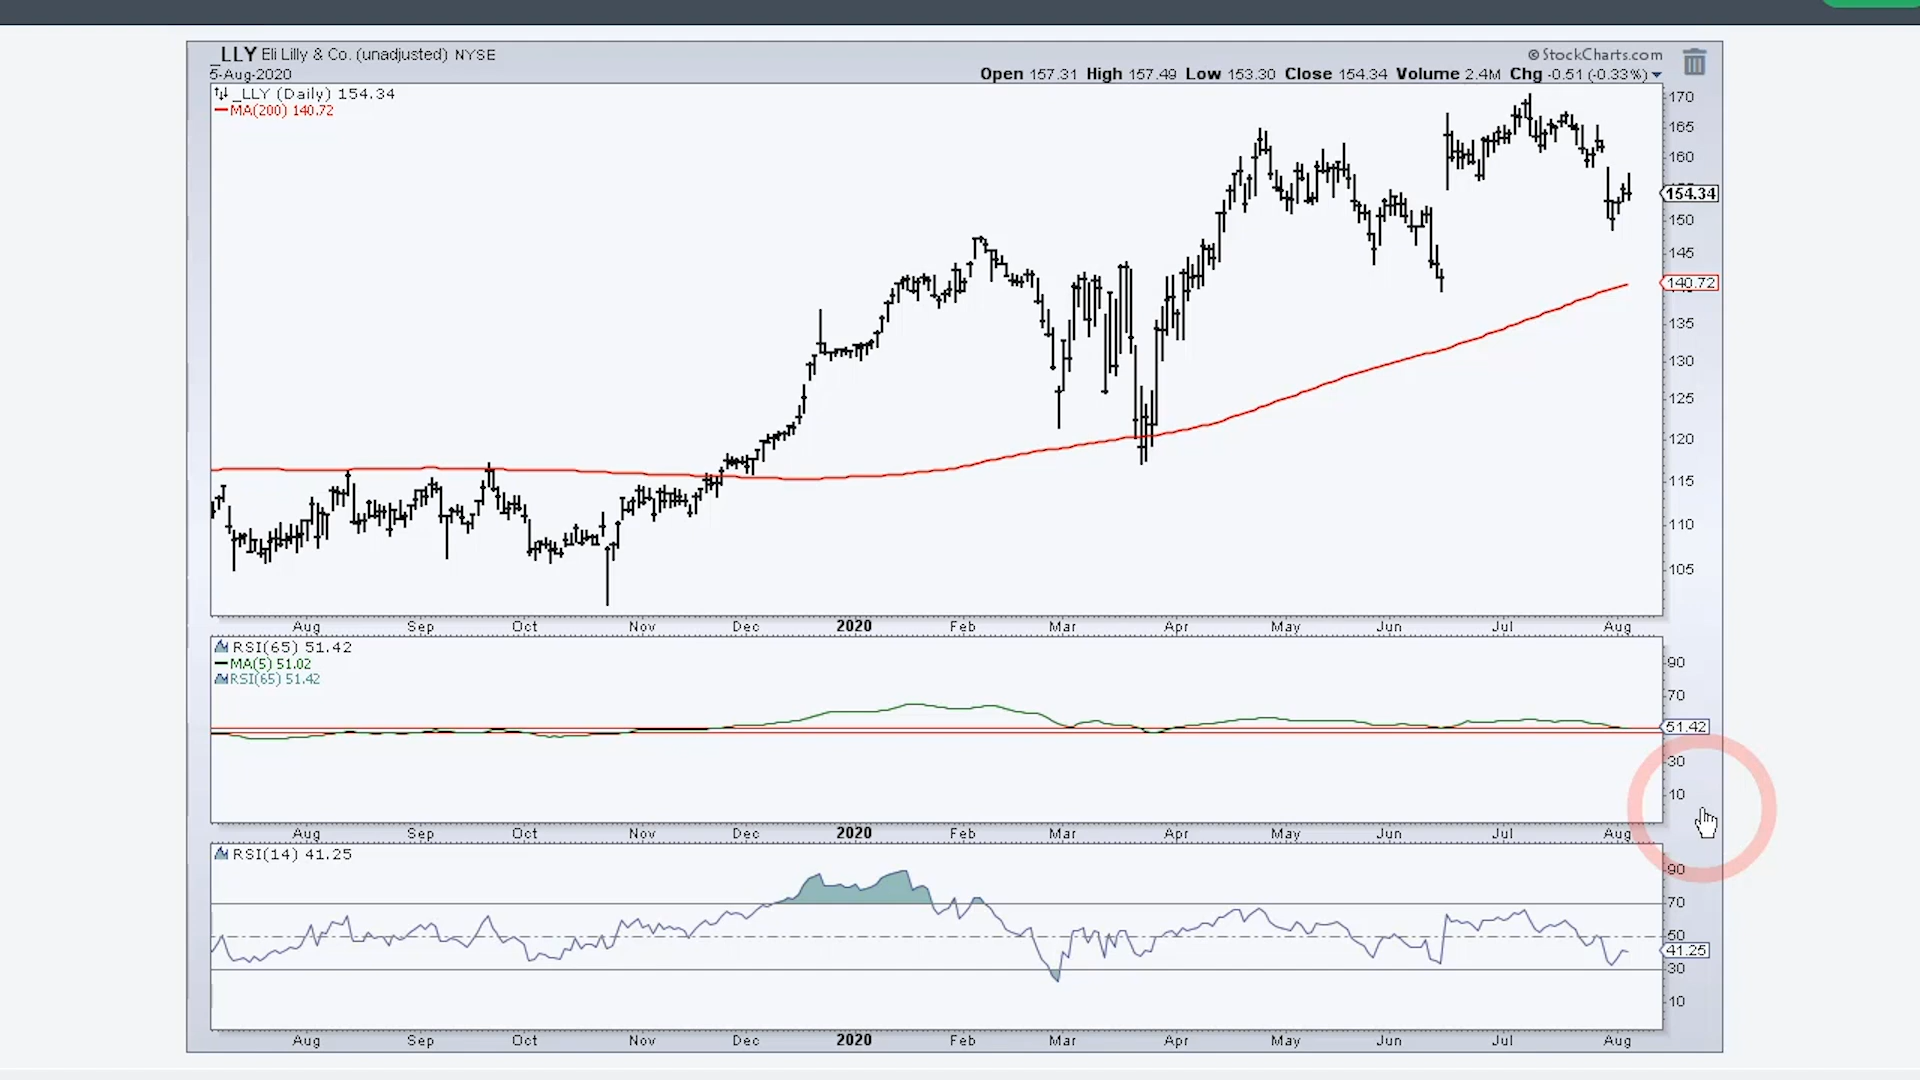 _LLY Eli Lilly & Co. (unadjusted) NYSE
© StockCharts.com
5-Aug-2020
Open 157.31 High 157.49 Low 153.30 Close 154.34 Volume 2.4M Chg -0.51 (-0.33%)
_LLY (Daily) 154.34
MA(200) 140.72
170
165
160
154.34
150
145
140.72
135
130
125
120
115
110
105
Aug Sep Oct Nov Dec 2020 Feb Mar Apr May Jun Jul Aug
RSI(65) 51.42
MA(5) 51.02
RSI(65) 51.42
90
70
51.42
30
10
Aug Sep Oct Nov Dec 2020 Feb Mar Apr May Jun Jul Aug
RSI(14) 41.25
90
70
50
41.25
30
10
Aug Sep Oct Nov Dec 2020 Feb Mar Apr May Jun Jul Aug